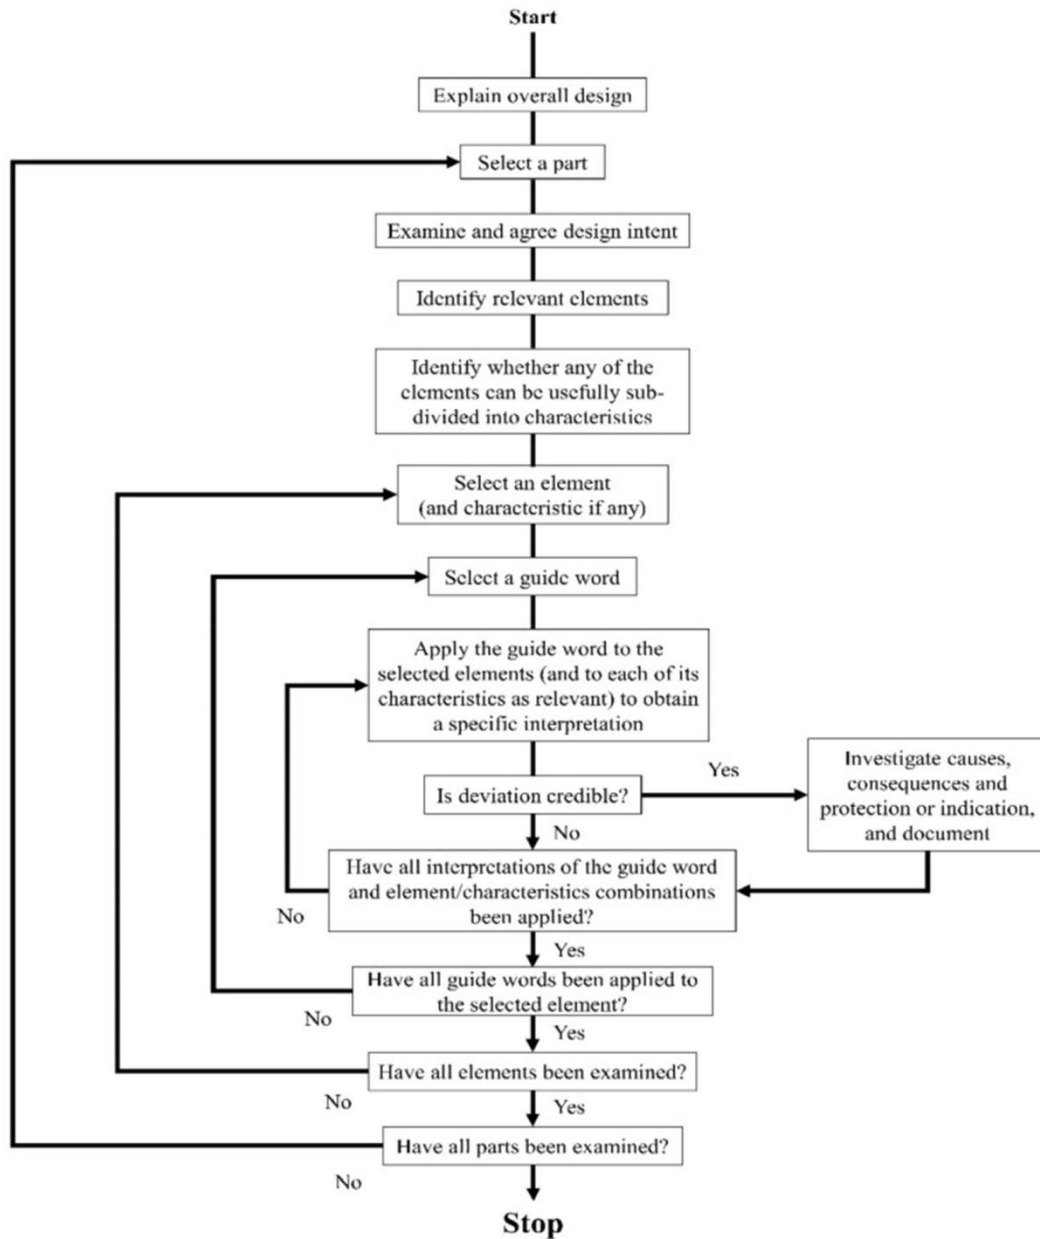 Start
Explain overall design
Select a part
Examine and agree design intent
Identify relevant elements
Identify whether any of the
elements can be usefully sub-
divided into characteristics
Select an element
(and characteristic if any)
Select a guide word
Apply the guide word to the
selected elements (and to each of its
characteristics as relevant) to obtain
a specific interpretation
Is deviation credible?
Yes
Investigate causes,
consequences and
protection or indication,
and document
No
Have all interpretations of the guide word
and element/characteristics combinations
been applied?
No
Yes
Have all guide words been applied to
the selected element?
No
Yes
Have all elements been examined?
No
Yes
Have all parts been examined?
No
Stop